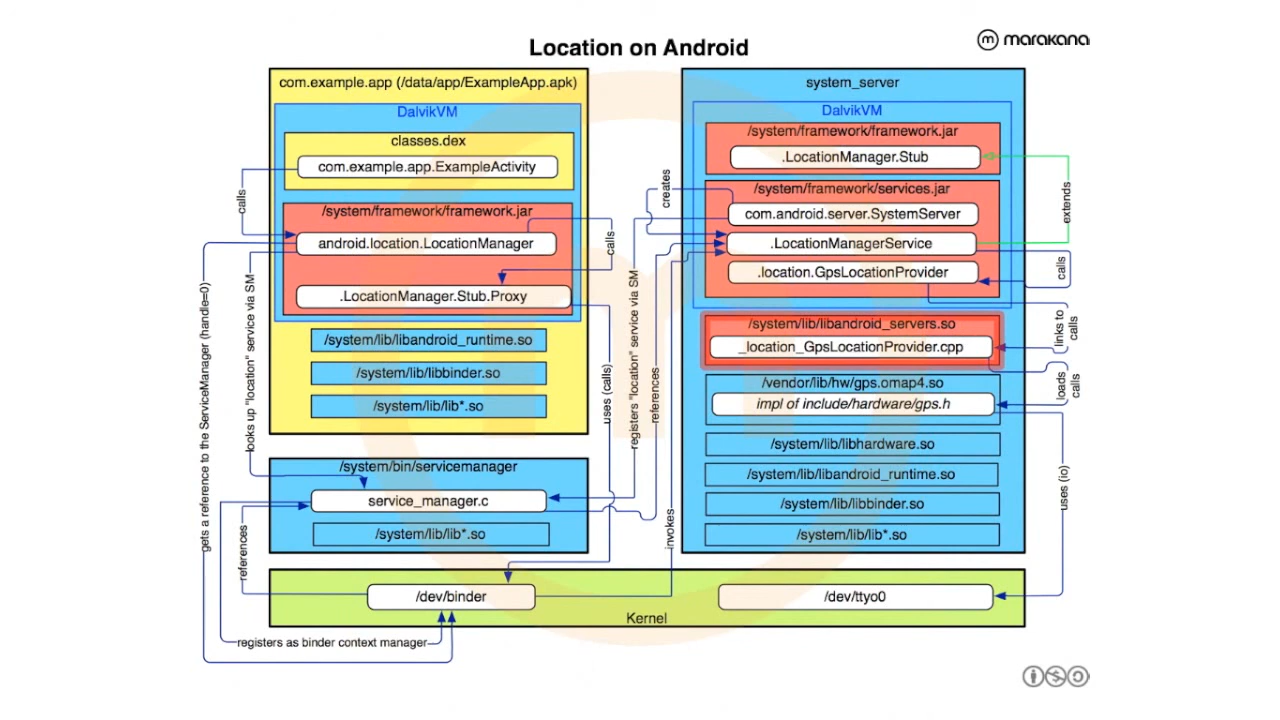 Location on Android
marakana
com.example.app (/data/app/ExampleApp.apk)
DalvikVM
classes.dex
com.example.app.ExampleActivity
calls
/system/framework/framework.jar
android.location.LocationManager
calls
.LocationManager.Stub.Proxy
/system/lib/libandroid_runtime.so
/system/lib/libbinder.so
/system/lib/lib*.so
gets a reference to the ServiceManager (handle=0)
looks up "location" service via SM
uses (calls)
/system/bin/servicemanager
service_manager.c
/system/lib/lib*.so
references
registers "location" service via SM
references
creates
invokes
system_server
DalvikVM
/system/framework/framework.jar
.LocationManager.Stub
extends
/system/framework/services.jar
com.android.server.SystemServer
.LocationManagerService
.location.GpsLocationProvider
calls
/system/lib/libandroid_servers.so
_location_GpsLocationProvider.cpp
links to
calls
/vendor/lib/hw/gps.omap4.so
impl of include/hardware/gps.h
loads
calls
/system/lib/libhardware.so
/system/lib/libandroid_runtime.so
/system/lib/libbinder.so
/system/lib/lib*.so
uses (io)
/dev/binder
/dev/ttyo0
Kernel
registers as binder context manager